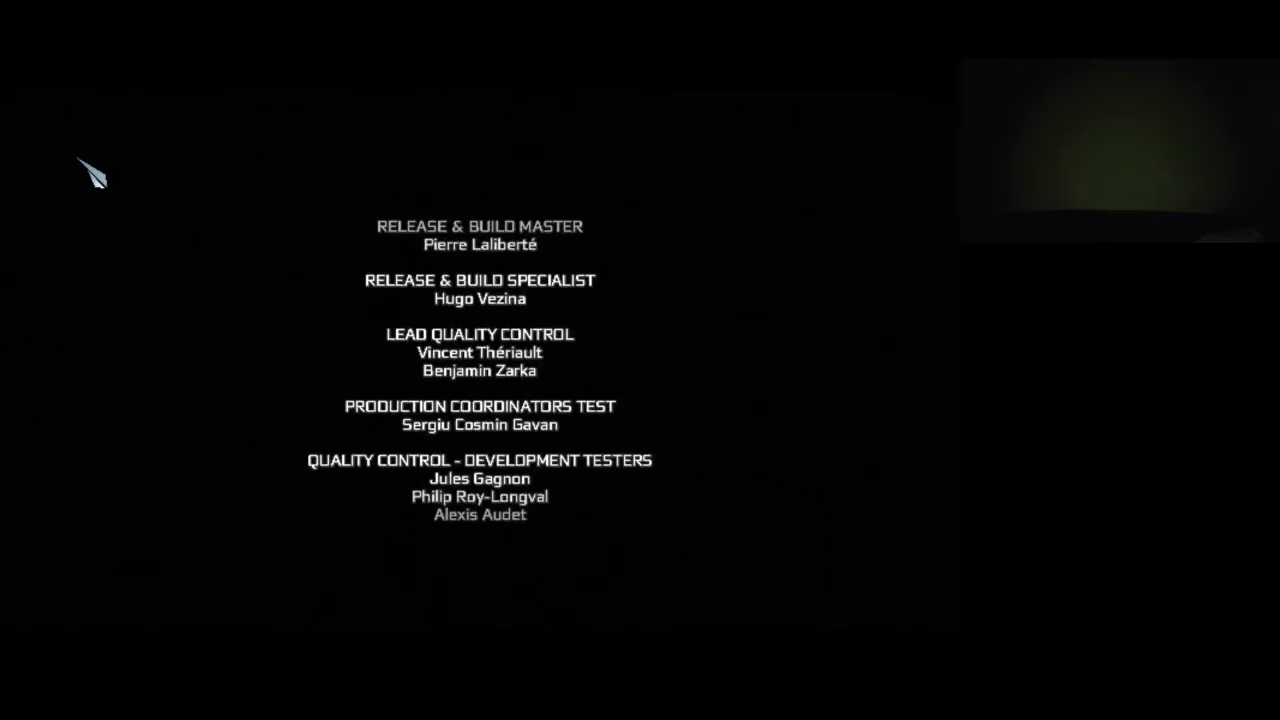 RELEASE & BUILD MASTER
Pierre Laliberté
RELEASE & BUILD SPECIALIST
Hugo Vezina
LEAD QUALITY CONTROL
Vincent Thériault
Benjamin Zarka
PRODUCTION COORDINATORS TEST
Sergiu Cosmin Gavan
QUALITY CONTROL - DEVELOPMENT TESTERS
Jules Gagnon
Philip Roy-Longval
Alexis Audet